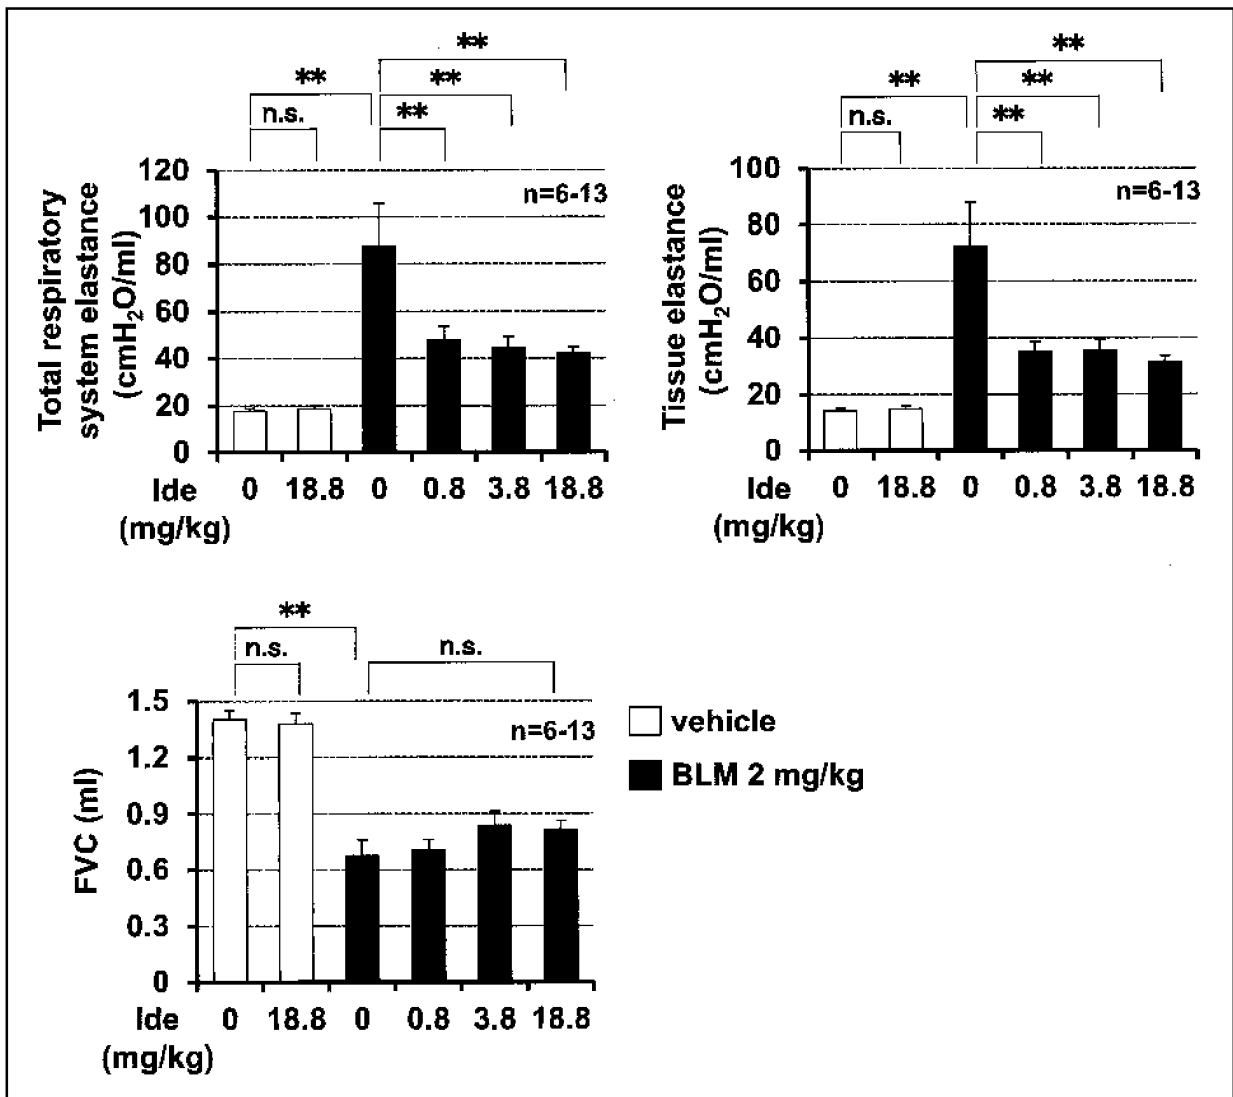 **
**
**
**
n.s.
120
100
80
60
40
20
0
n=6-13
Total respiratory
system elastance
(cmH2O/ml)
Ide
0 18.8 0 0.8 3.8 18.8
(mg/kg)
**
**
**
**
n.s.
100
80
60
40
20
0
n=6-13
Tissue elastance
(cmH2O/ml)
Ide
0 18.8 0 0.8 3.8 18.8
(mg/kg)
**
n.s.
n.s.
1.5
1.2
0.9
0.6
0.3
0
n=6-13
FVC (ml)
Ide
0 18.8 0 0.8 3.8 18.8
(mg/kg)
vehicle
BLM 2 mg/kg